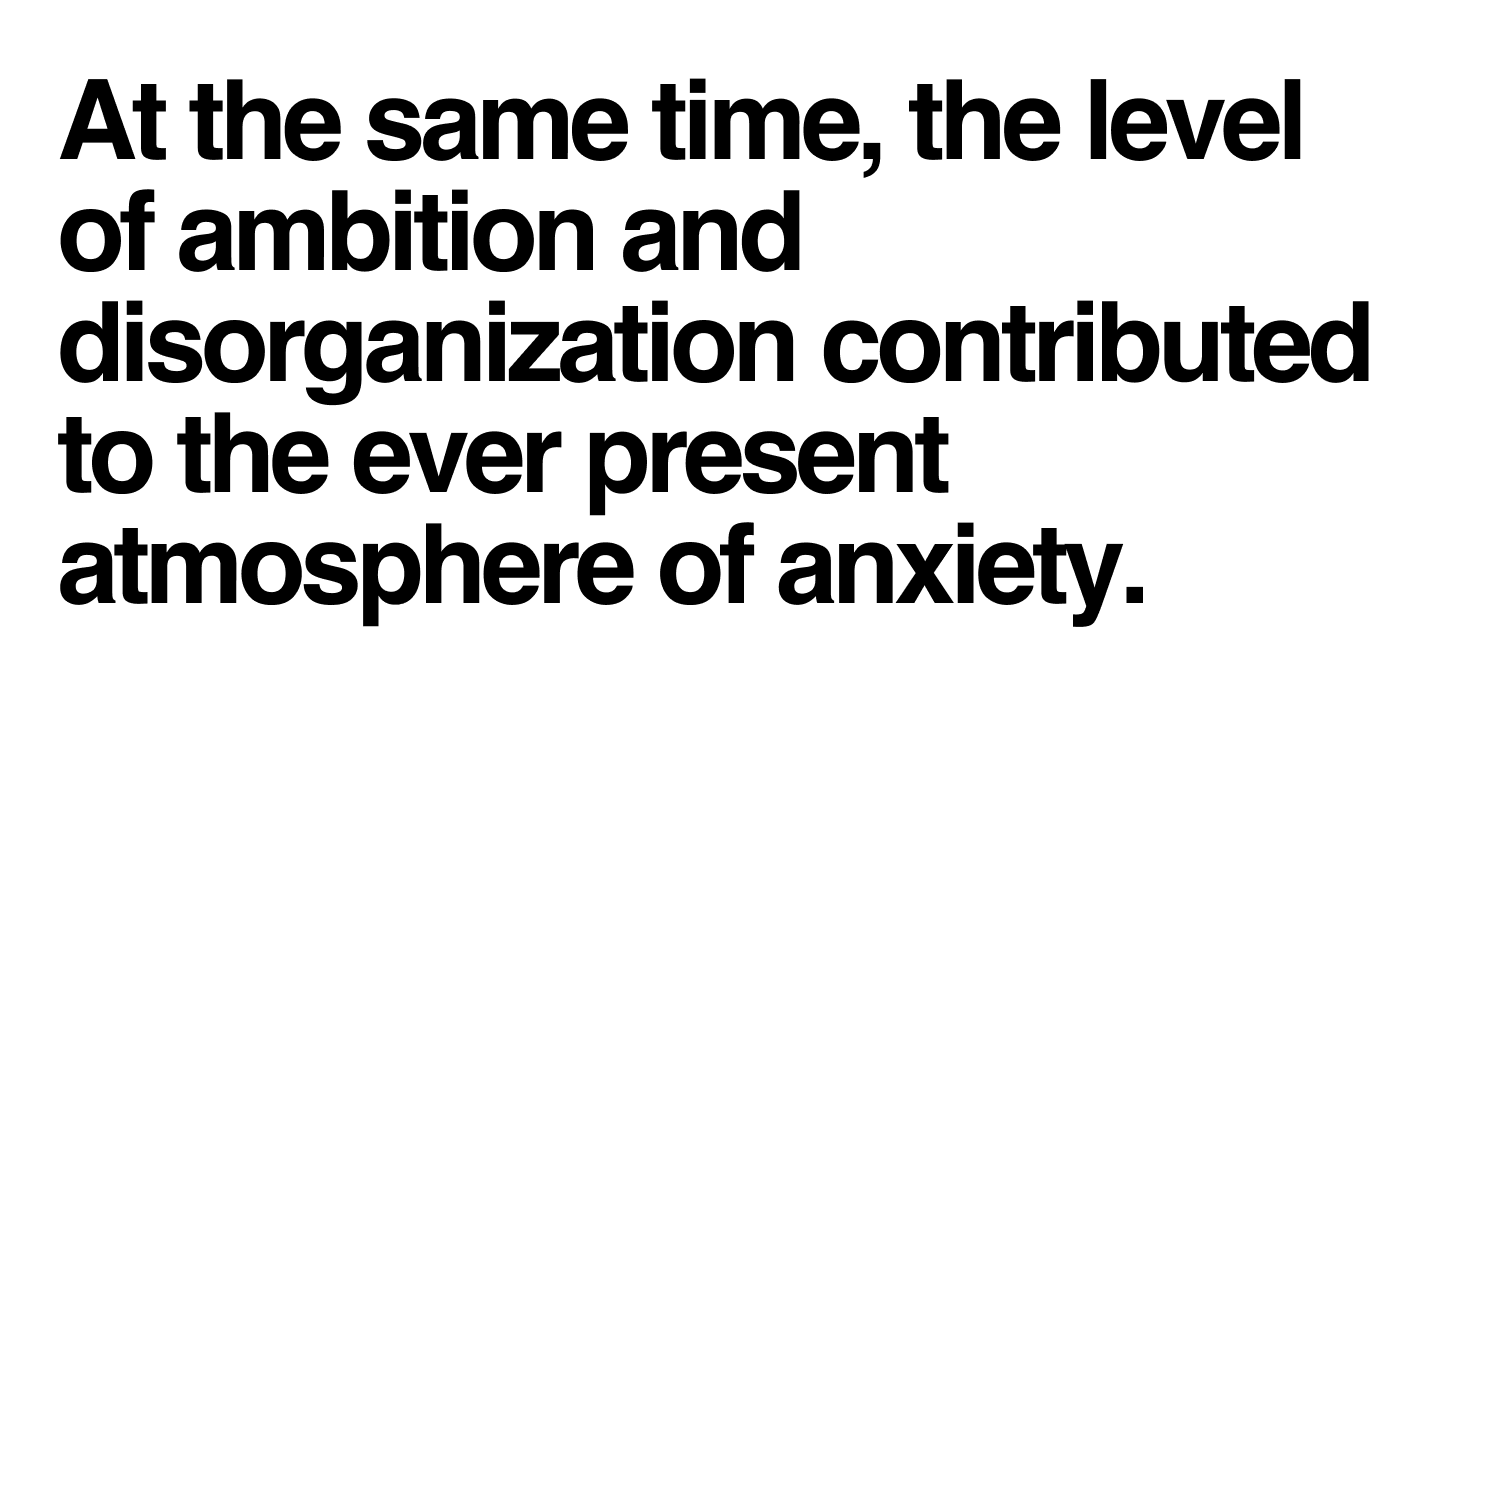 At the same time, the level
of ambition and
disorganization contributed
to the ever present
atmosphere of anxiety.